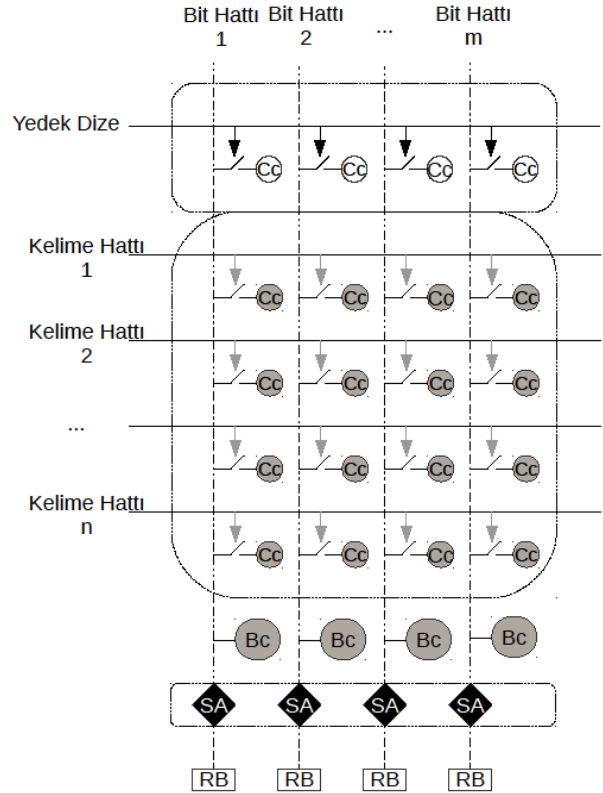 Bit Hattı 1
Bit Hattı 2
...
Bit Hattı m
Yedek Dize
Cc Cc Cc Cc
Kelime Hattı 1
Cc Cc Cc Cc
Kelime Hattı 2
Cc Cc Cc Cc
...
Cc Cc Cc Cc
Kelime Hattı n
Cc Cc Cc Cc
Bc Bc Bc Bc
SA SA SA SA
RB RB RB RB